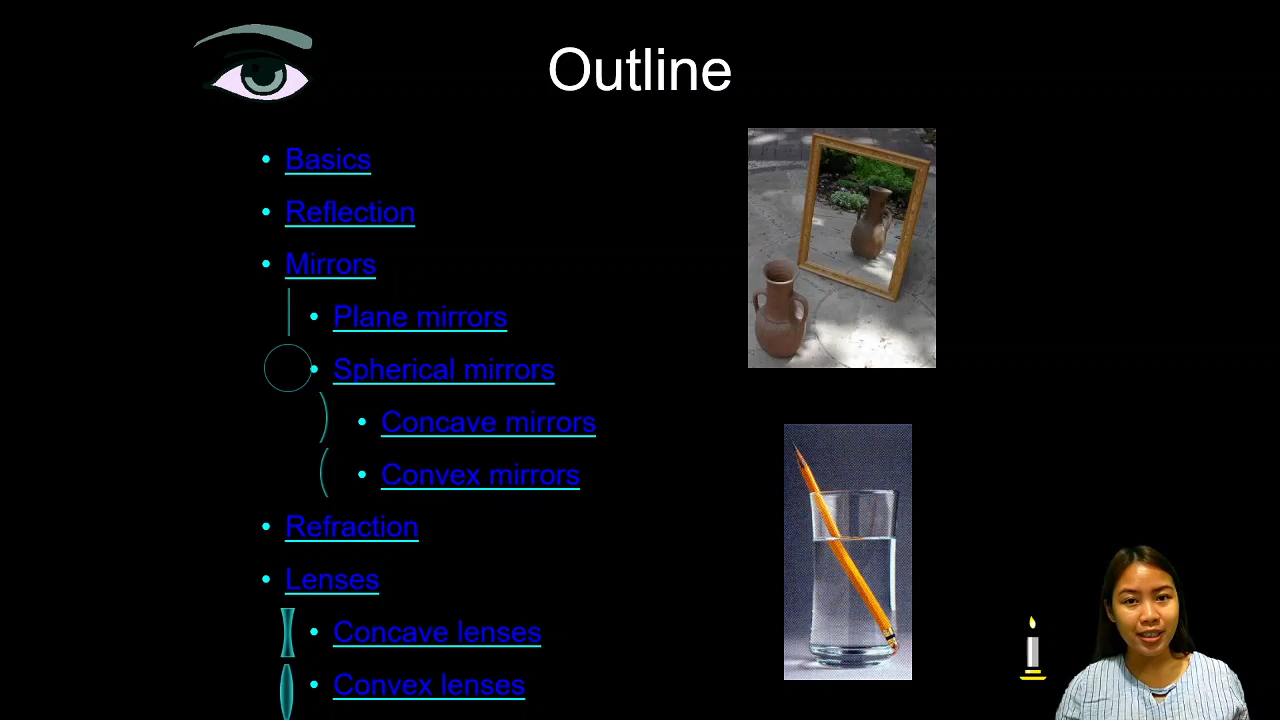 Outline
Basics
Reflection
Mirrors
Plane mirrors
Spherical mirrors
Concave mirrors
Convex mirrors
Refraction
Lenses
Concave lenses
Convex lenses